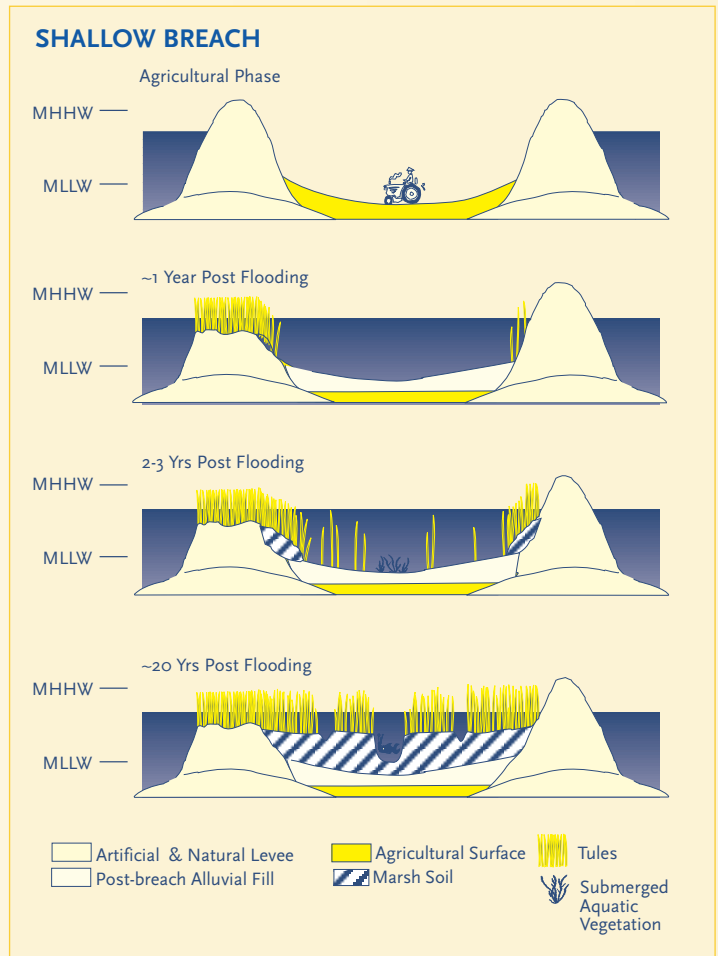 SHALLOW BREACH
Agricultural Phase
MHHW
MLLW
~1 Year Post Flooding
MHHW
MLLW
2-3 Yrs Post Flooding
MHHW
MLLW
~20 Yrs Post Flooding
MHHW
MLLW
Artificial & Natural Levee
Post-breach Alluvial Fill
Agricultural Surface
Marsh Soil
Tules
Submerged
Aquatic
Vegetation